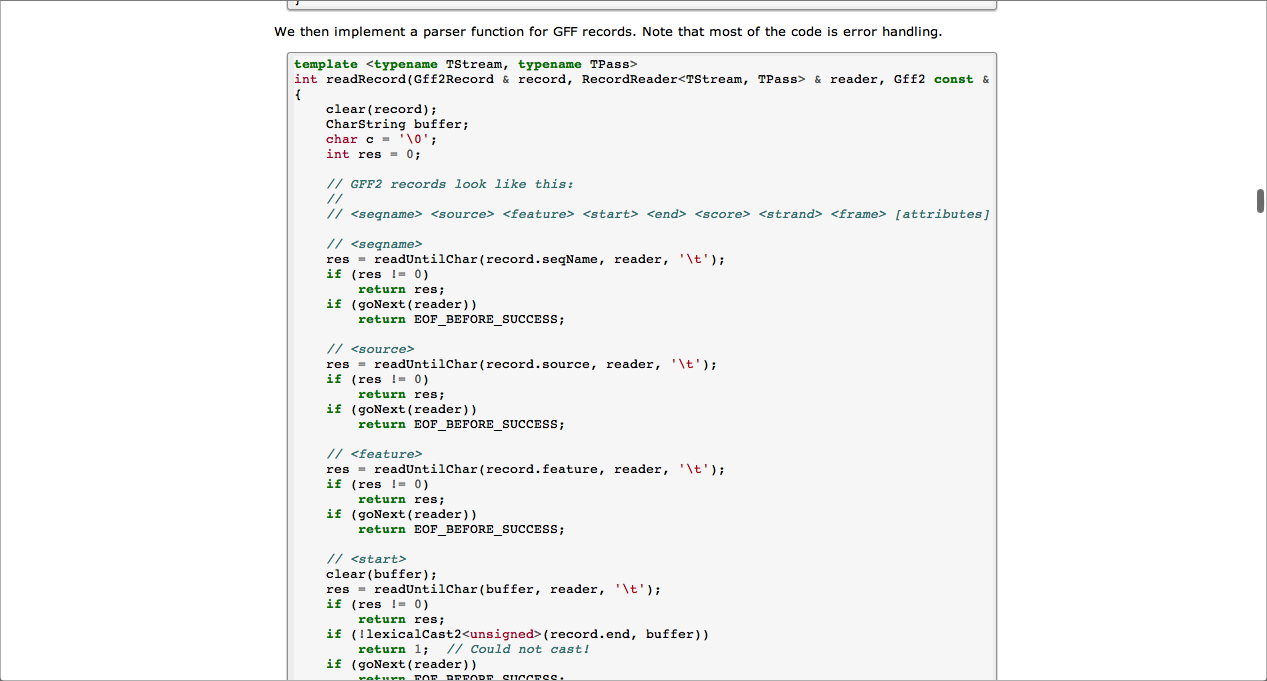 }
We then implement a parser function for GFF records. Note that most of the code is error handling.
template <typename TStream, typename TPass>
int readRecord(Gff2Record & record, RecordReader<TStream, TPass> & reader, Gff2 const &
{
    clear(record);
    CharString buffer;
    char c = '\0';
    int res = 0;

    // GFF2 records look like this:
    //
    // <seqname> <source> <feature> <start> <end> <score> <strand> <frame> [attributes]

    // <seqname>
    res = readUntilChar(record.seqName, reader, '\t');
    if (res != 0)
        return res;
    if (goNext(reader))
        return EOF_BEFORE_SUCCESS;

    // <source>
    res = readUntilChar(record.source, reader, '\t');
    if (res != 0)
        return res;
    if (goNext(reader))
        return EOF_BEFORE_SUCCESS;

    // <feature>
    res = readUntilChar(record.feature, reader, '\t');
    if (res != 0)
        return res;
    if (goNext(reader))
        return EOF_BEFORE_SUCCESS;

    // <start>
    clear(buffer);
    res = readUntilChar(buffer, reader, '\t');
    if (res != 0)
        return res;
    if (!lexicalCast2<unsigned>(record.end, buffer))
        return 1;  // Could not cast!
    if (goNext(reader))
        return EOF_BEFORE_SUCCESS;